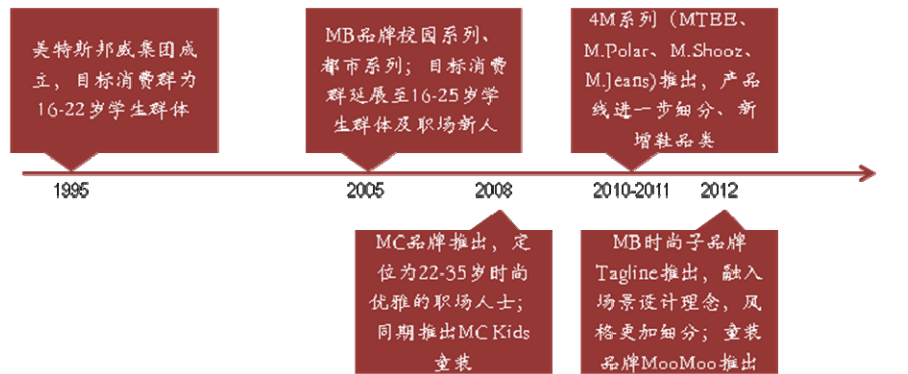 美特斯邦威集团成
立，目标消费群为
16-22岁学生群体
MB品牌校园系列、
都市系列；目标消费
群延展至16-25岁学
生群体及职场新人
4M系列（MTEE、
M.Polar、M.Shooz、
M.Jeans)推出，产品
线进一步细分、新
增鞋品类
1995
2005
2008
2010-2011
2012
MC品牌推出，定
位为22-35岁时尚
优雅的职场人士；
同期推出MC Kids
童装
MB时尚子品牌
Tagline推出，融入
场景设计理念，风
格更加细分；童装
品牌MooMoo推出